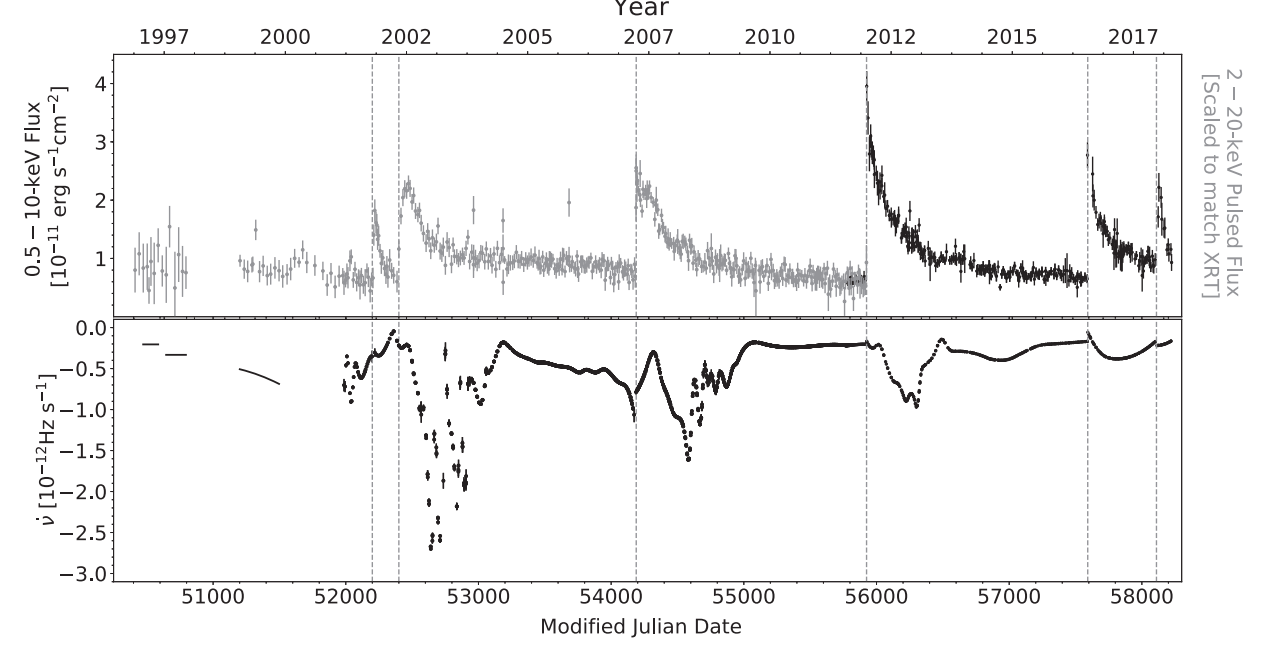 Year
1997 2000 2002 2005 2007 2010 2012 2015 2017
0.5 − 10-keV Flux
[10⁻¹¹ erg s⁻¹cm⁻²]
4
3
2
1
2 − 20-keV Pulsed Flux
[Scaled to match XRT]
ν̇ [10⁻¹²Hz s⁻¹]
0.0
−0.5
−1.0
−1.5
−2.0
−2.5
−3.0
51000 52000 53000 54000 55000 56000 57000 58000
Modified Julian Date